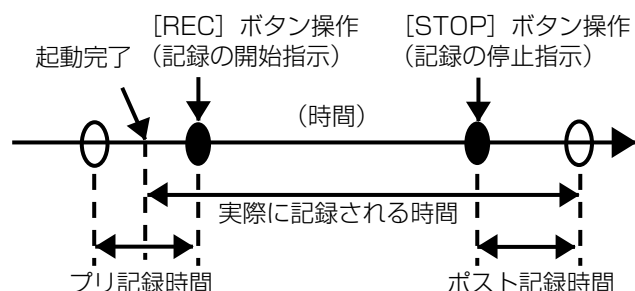 [REC] ボタン操作
(記録の開始指示)
[STOP] ボタン操作
(記録の停止指示)
起動完了
(時間)
実際に記録される時間
プリ記録時間
ポスト記録時間